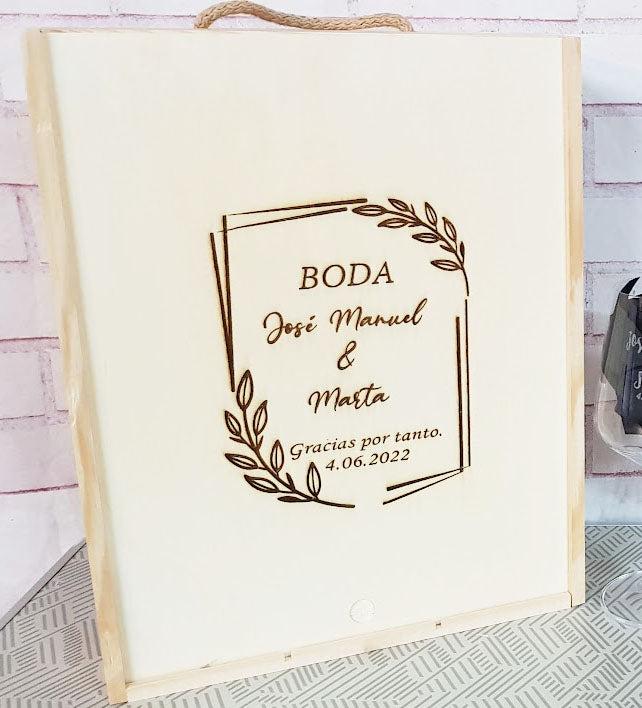 BODA
José Manuel
&
Marta
Gracias por tanto.
4.06.2022